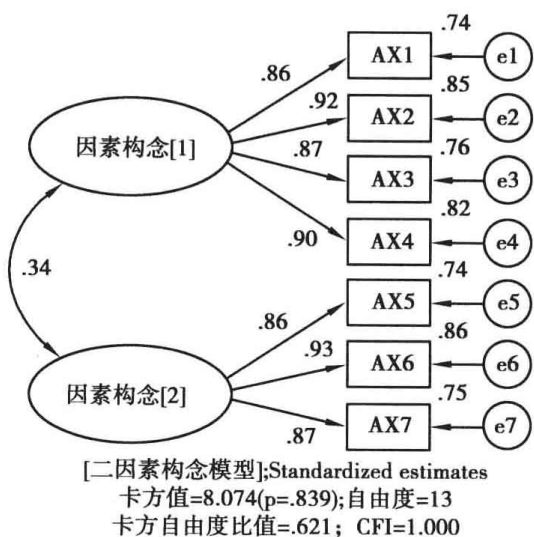 .74
.86
AX1
e1
.85
.92
AX2
e2
因素构念[1]
.76
.87
AX3
e3
.82
.90
AX4
e4
.34
.74
.86
AX5
e5
.86
.93
AX6
e6
因素构念[2]
.75
.87
AX7
e7
[二因素构念模型];Standardized estimates
卡方值=8.074(p=.839);自由度=13
卡方自由度比值=.621；CFI=1.000